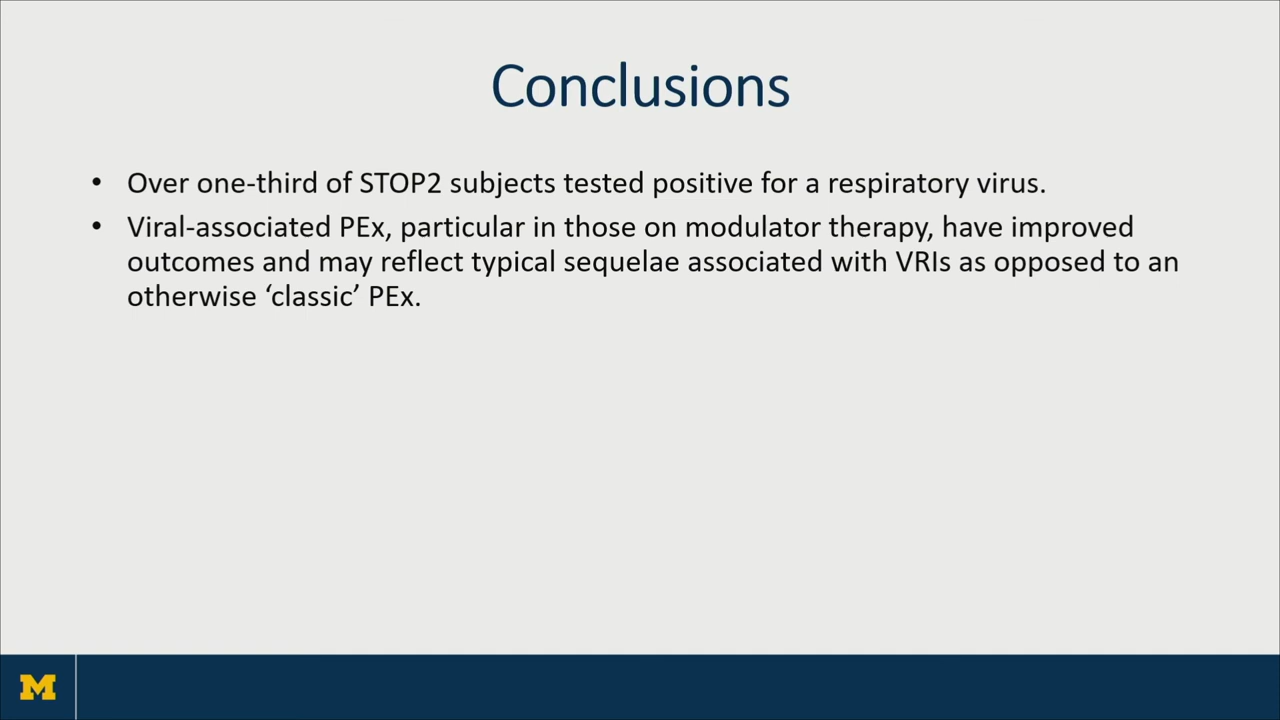 Conclusions
• Over one-third of STOP2 subjects tested positive for a respiratory virus.
• Viral-associated PEx, particular in those on modulator therapy, have improved
outcomes and may reflect typical sequelae associated with VRIs as opposed to an
otherwise ‘classic’ PEx.
M